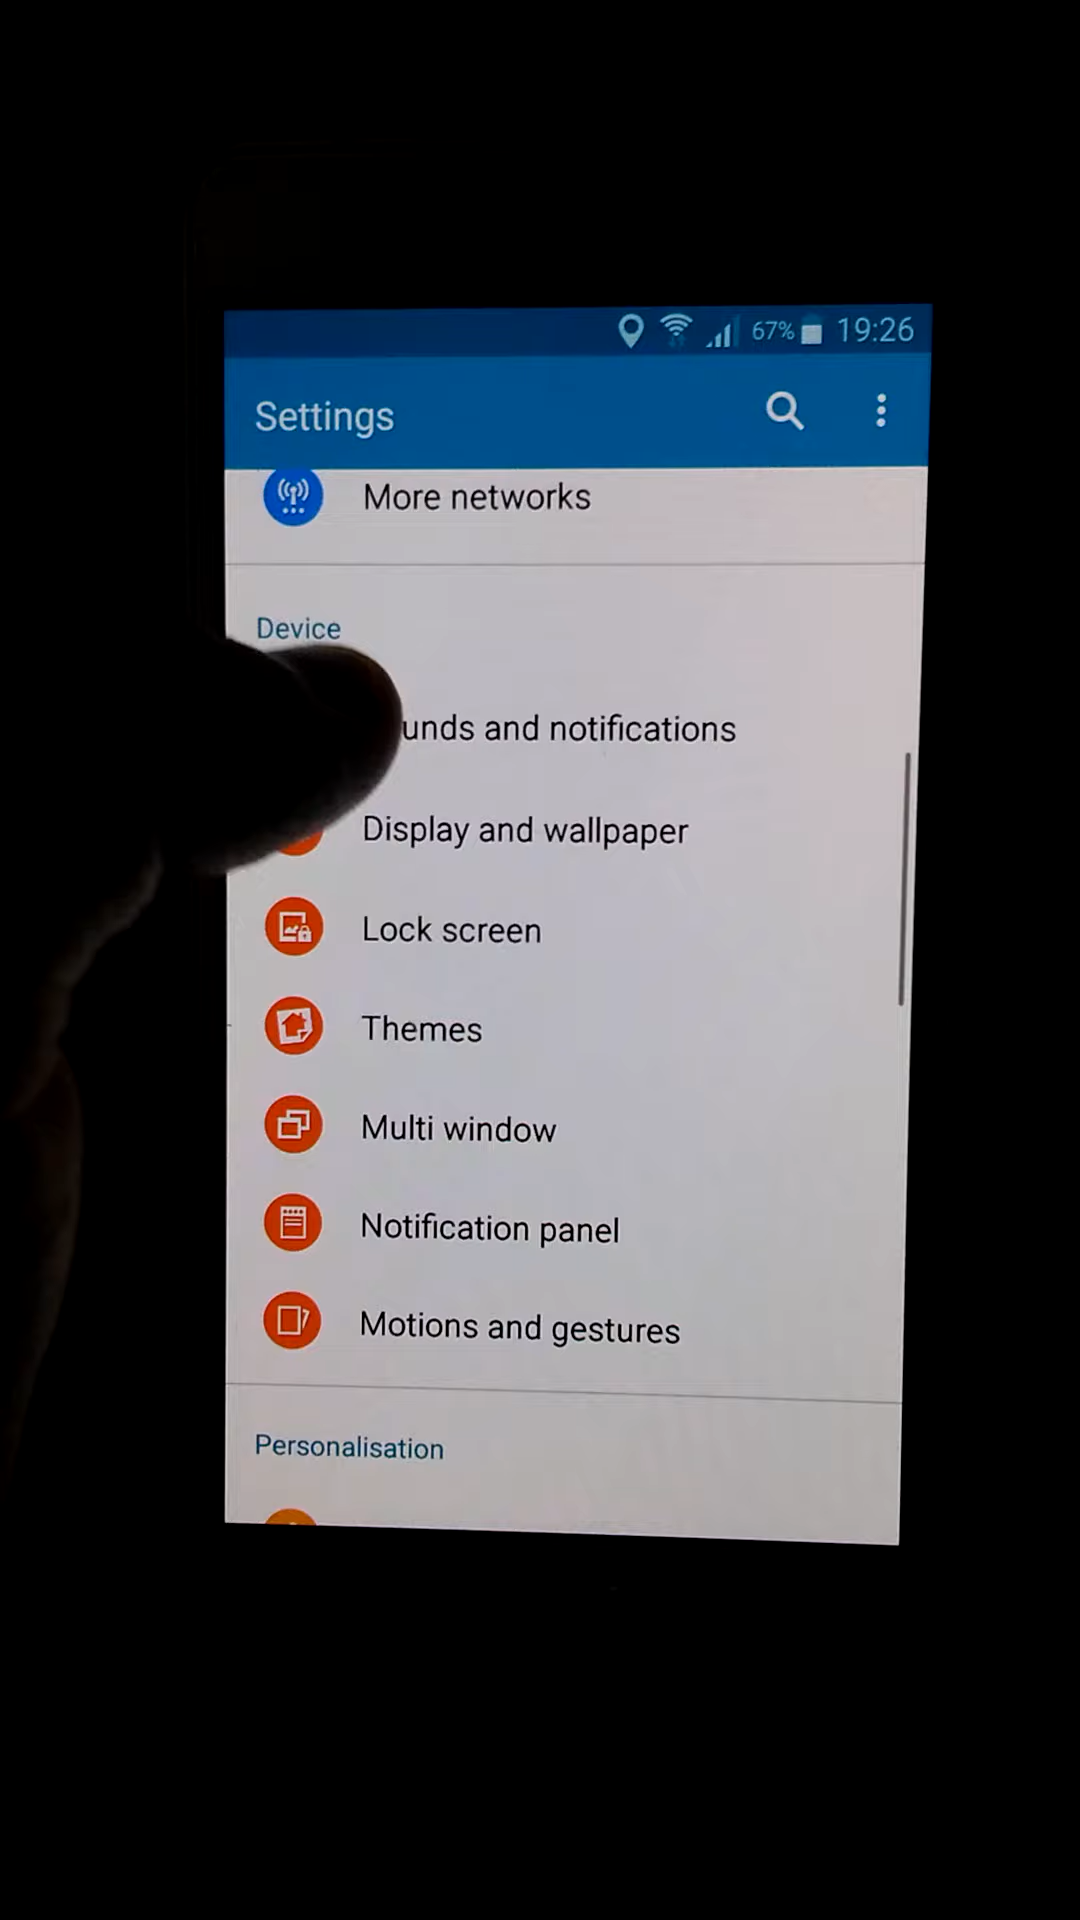 67% 19:26
Settings
More networks
Device
unds and notifications
Display and wallpaper
Lock screen
Themes
Multi window
Notification panel
Motions and gestures
Personalisation